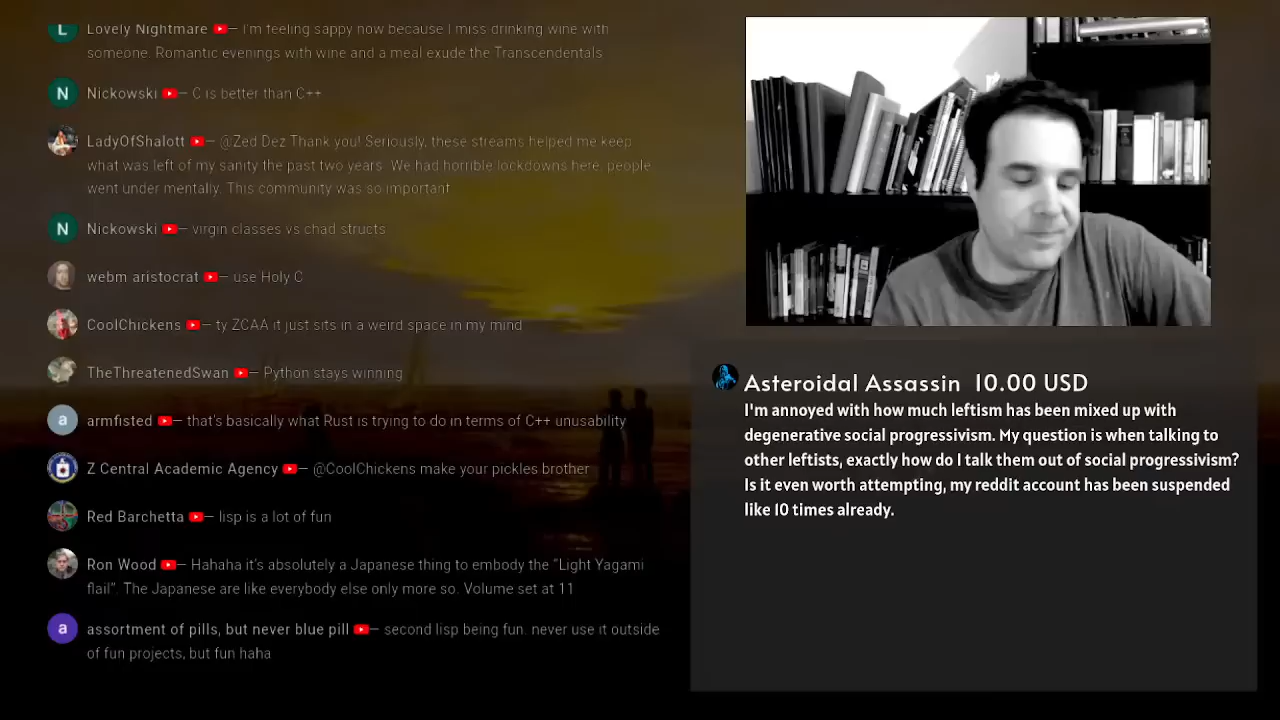 L
Lovely Nightmare — I'm feeling sappy now because I miss drinking wine with
someone. Romantic evenings with wine and a meal exude the Transcendentals
N
Nickowski — C is better than C++
LadyOfShalott — @Zed Dez Thank you! Seriously, these streams helped me keep
what was left of my sanity the past two years. We had horrible lockdowns here, people
went under mentally. This community was so important
N
Nickowski — virgin classes vs chad structs
webm aristocrat — use Holy C
CoolChickens — ty ZCAA it just sits in a weird space in my mind
TheThreatenedSwan — Python stays winning
a
armfisted — that's basically what Rust is trying to do in terms of C++ unusability
Z Central Academic Agency — @CoolChickens make your pickles brother
Red Barchetta — lisp is a lot of fun
Ron Wood — Hahaha it's absolutely a Japanese thing to embody the "Light Yagami
flail". The Japanese are like everybody else only more so. Volume set at 11
a
assortment of pills, but never blue pill — second lisp being fun. never use it outside
of fun projects, but fun haha
Asteroidal Assassin 10.00 USD
I'm annoyed with how much leftism has been mixed up with
degenerative social progressivism. My question is when talking to
other leftists, exactly how do I talk them out of social progressivism?
Is it even worth attempting, my reddit account has been suspended
like 10 times already.